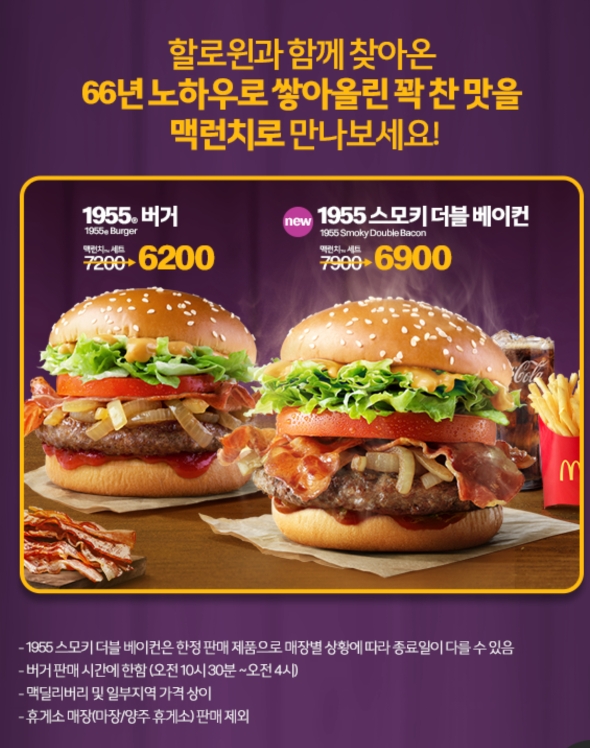 할로윈과 함께 찾아온
66년 노하우로 쌓아올린 꽉 찬 맛을
맥런치로 만나보세요!
1955® 버거
1955® Burger
맥런치™ 세트
7200▸6200
new 1955 스모키 더블 베이컨
1955 Smoky Double Bacon
맥런치™ 세트
7900▸6900
Coca-Cola
M
- 1955 스모키 더블 베이컨은 한정 판매 제품으로 매장별 상황에 따라 종료일이 다를 수 있음
- 버거 판매 시간에 한함 (오전 10시 30분 ~오전 4시)
- 맥딜리버리 및 일부지역 가격 상이
- 휴게소 매장(마장/양주 휴게소) 판매 제외